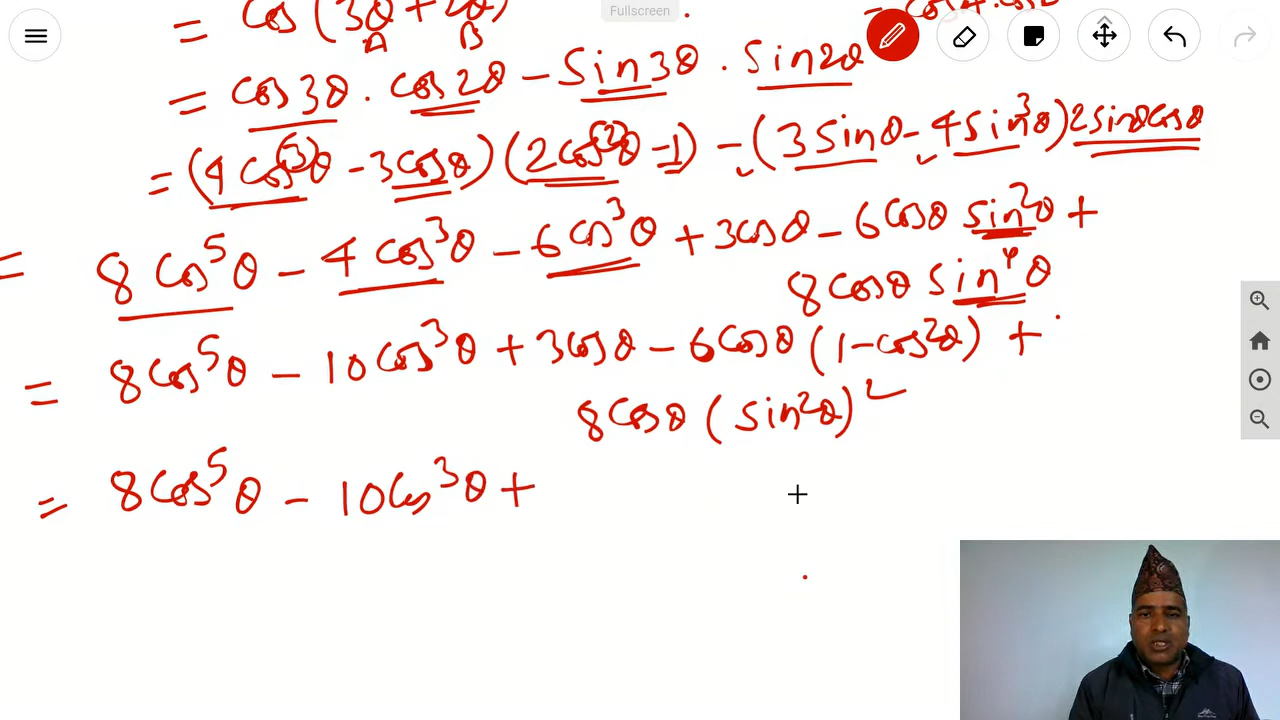 Fullscreen
= cos (3θ + 2θ)
A B
= cos3θ . cos2θ - sin3θ . sin2θ
= (4cos³θ - 3cosθ)(2cos²θ - 1) - (3sinθ - 4sin³θ)2sinθcosθ
= 8cos⁵θ - 4cos³θ - 6cos³θ + 3cosθ - 6cosθ sin²θ +
8cosθ sin⁴θ
= 8cos⁵θ - 10cos³θ + 3cosθ - 6cosθ(1-cos²θ) +
8cosθ (sin²θ)²
= 8cos⁵θ - 10cos³θ +